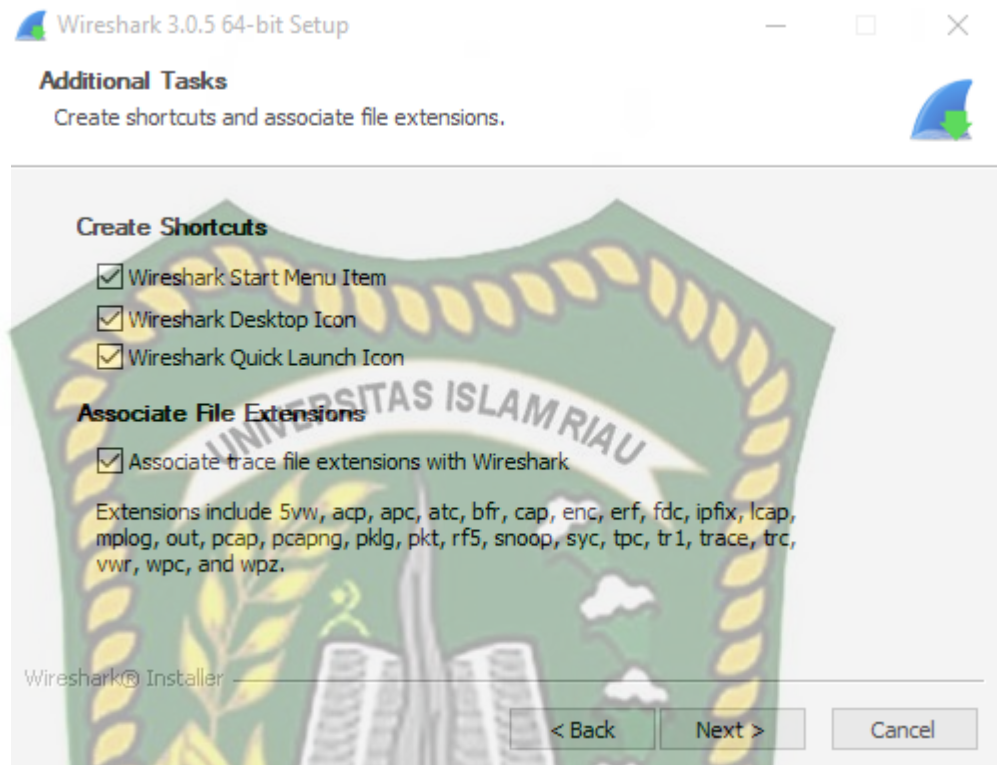 Wireshark 3.0.5 64-bit Setup
Additional Tasks
Create shortcuts and associate file extensions.
Create Shortcuts
Wireshark Start Menu Item
Wireshark Desktop Icon
Wireshark Quick Launch Icon
UNIVERSITAS ISLAM RIAU
Associate File Extensions
Associate trace file extensions with Wireshark
Extensions include 5vw, acp, apc, atc, bfr, cap, enc, erf, fdc, ipfix, lcap,
mplog, out, pcap, pcapng, pklg, pkt, rf5, snoop, syc, tpc, tr1, trace, trc,
vwr, wpc, and wpz.
Wireshark® Installer
< Back Next > Cancel